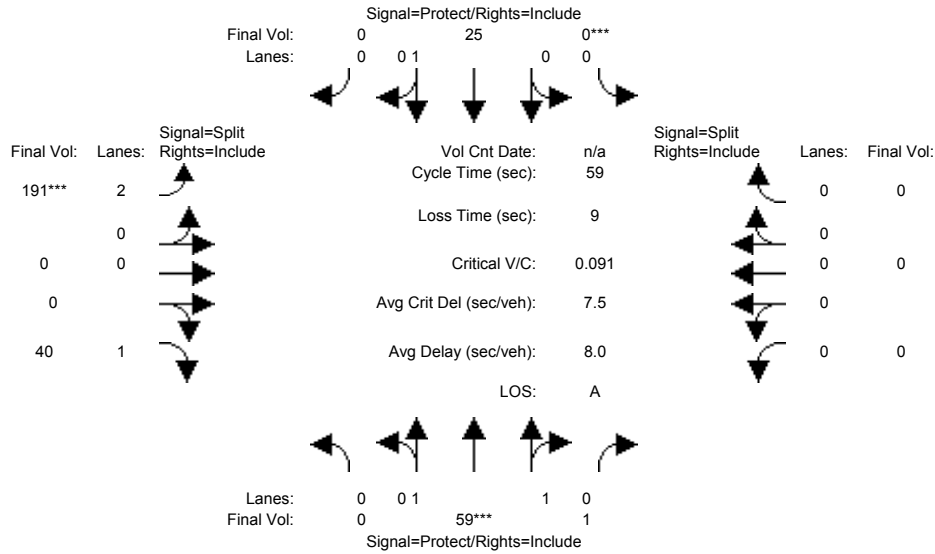 Signal=Protect/Rights=Include
Final Vol: 0 25 0***
Lanes: 0 0 1 0 0
Signal=Split
Final Vol: Lanes: Rights=Include
Vol Cnt Date: n/a
Signal=Split
Rights=Include Lanes: Final Vol:
191*** 2
Cycle Time (sec): 59
0 0
0
Loss Time (sec): 9
0
0 0
Critical V/C: 0.091
0 0
0
Avg Crit Del (sec/veh): 7.5
0
40 1
Avg Delay (sec/veh): 8.0
0 0
LOS: A
Lanes: 0 0 1 1 0
Final Vol: 0 59*** 1
Signal=Protect/Rights=Include